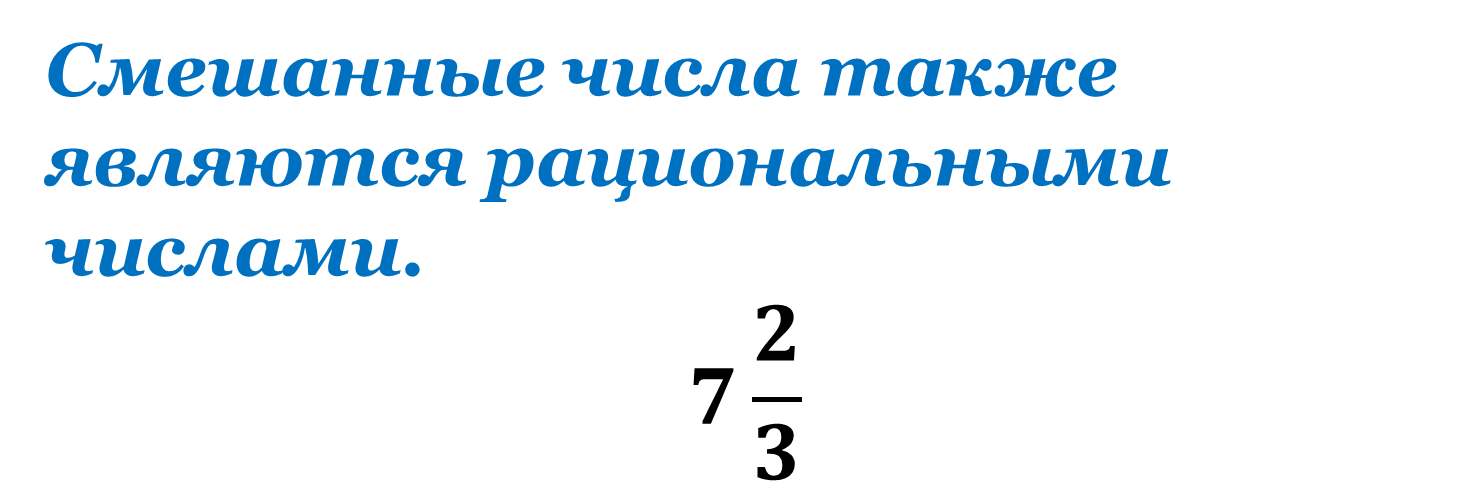 Смешанные числа также
являются рациональными
числами.
7 2/3